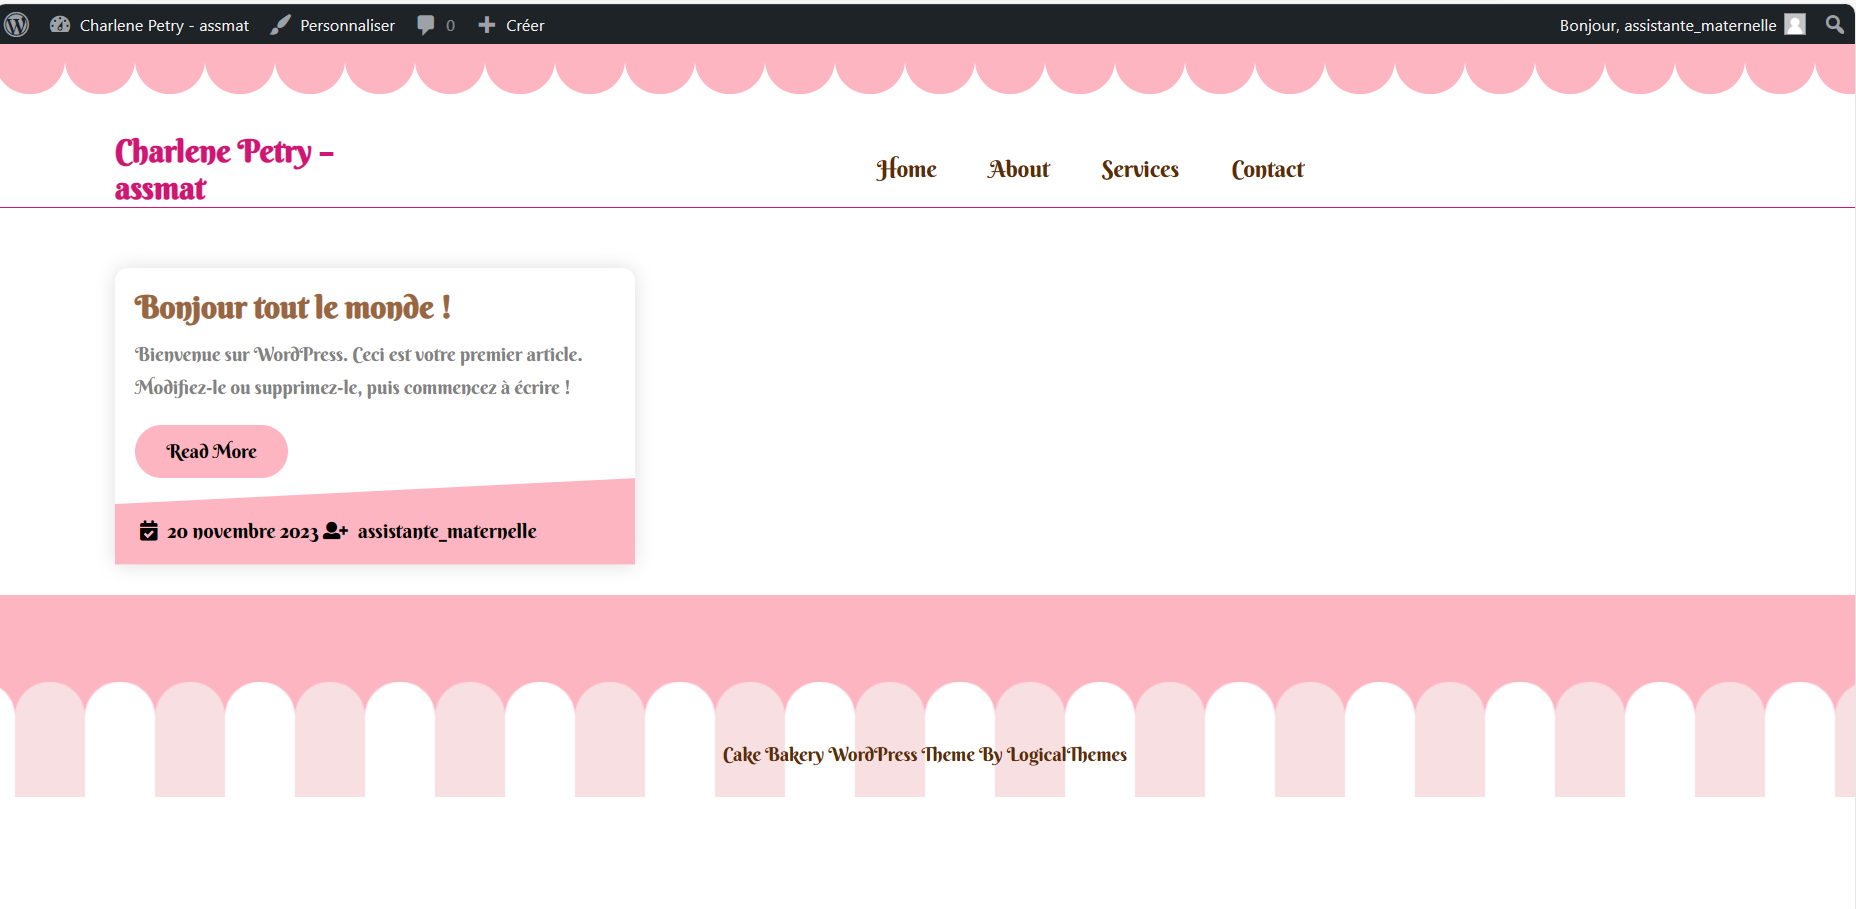 Charlene Petry - assmat Personnaliser 0 Créer Bonjour, assistante_maternelle
Charlene Petry –
assmat
Home About Services Contact
Bonjour tout le monde !
Bienvenue sur WordPress. Ceci est votre premier article.
Modifiez-le ou supprimez-le, puis commencez à écrire !
Read More
20 novembre 2023 assistante_maternelle
Cake Bakery WordPress Theme By LogicalThemes